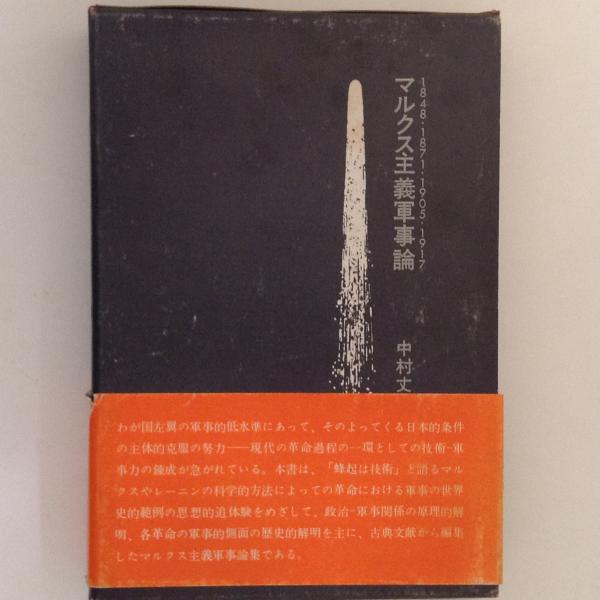 1848・1871・1905・1917
マルクス主義軍事論
中村丈
わが国左翼の軍事的低水準にあって、そのよってくる日本的条件
の主体的克服の努力──現代の革命過程の一環としての技術-軍
事力の錬成が急がれている。本書は、「蜂起は技術」と語るマル
クスやレーニンの科学的方法によっての革命における軍事の世界
史的範例の思想的追体験をめざして、政治-軍事関係の原理的解
明、各革命の軍事的側面の歴史的解明を主に、古典文献から編集
したマルクス主義軍事論集である。